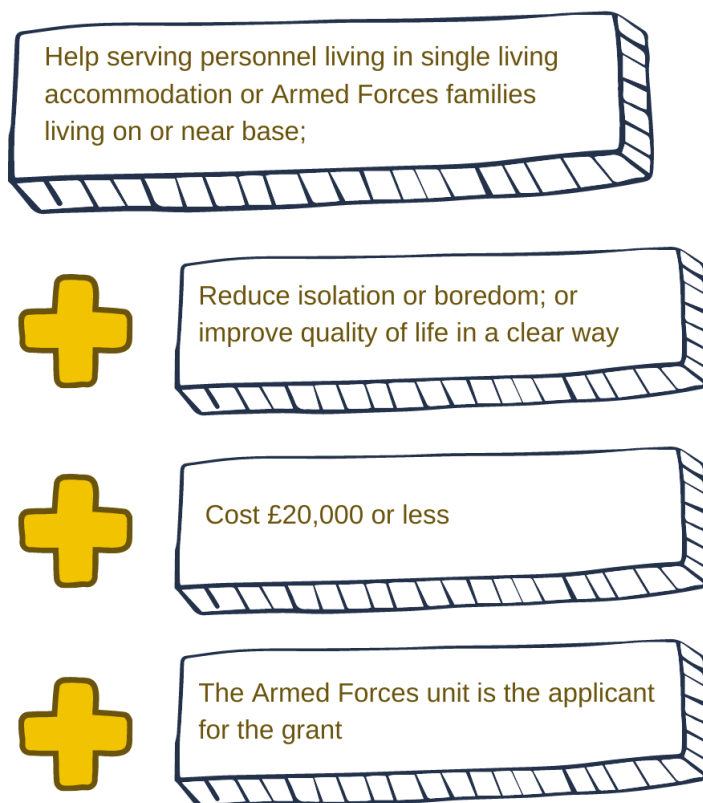 Help serving personnel living in single living
accommodation or Armed Forces families
living on or near base;
Reduce isolation or boredom; or
improve quality of life in a clear way
Cost £20,000 or less
The Armed Forces unit is the applicant
for the grant